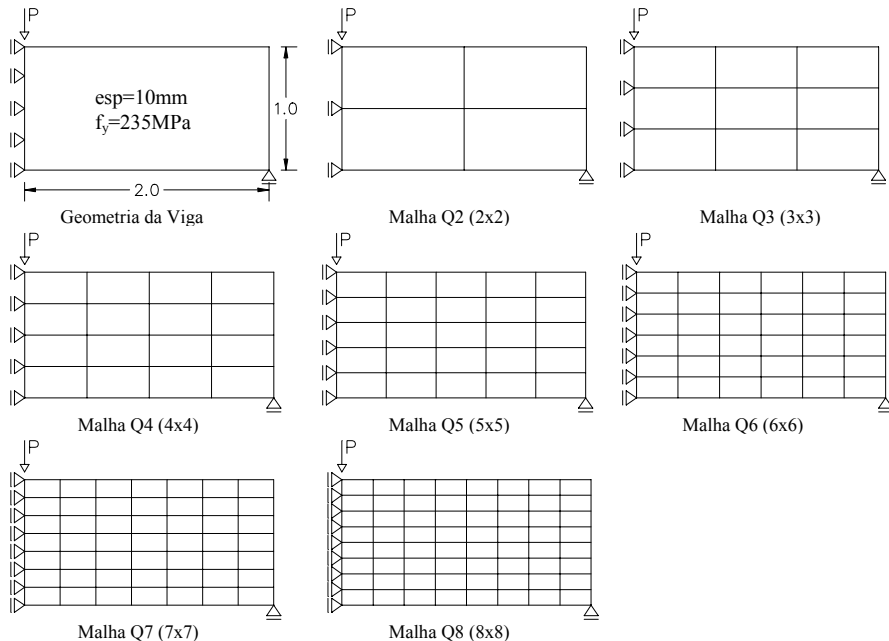 P
P
P
esp=10mm
fy=235MPa
1.0
2.0
Geometria da Viga
Malha Q2 (2x2)
Malha Q3 (3x3)
P
P
P
Malha Q4 (4x4)
Malha Q5 (5x5)
Malha Q6 (6x6)
P
P
Malha Q7 (7x7)
Malha Q8 (8x8)